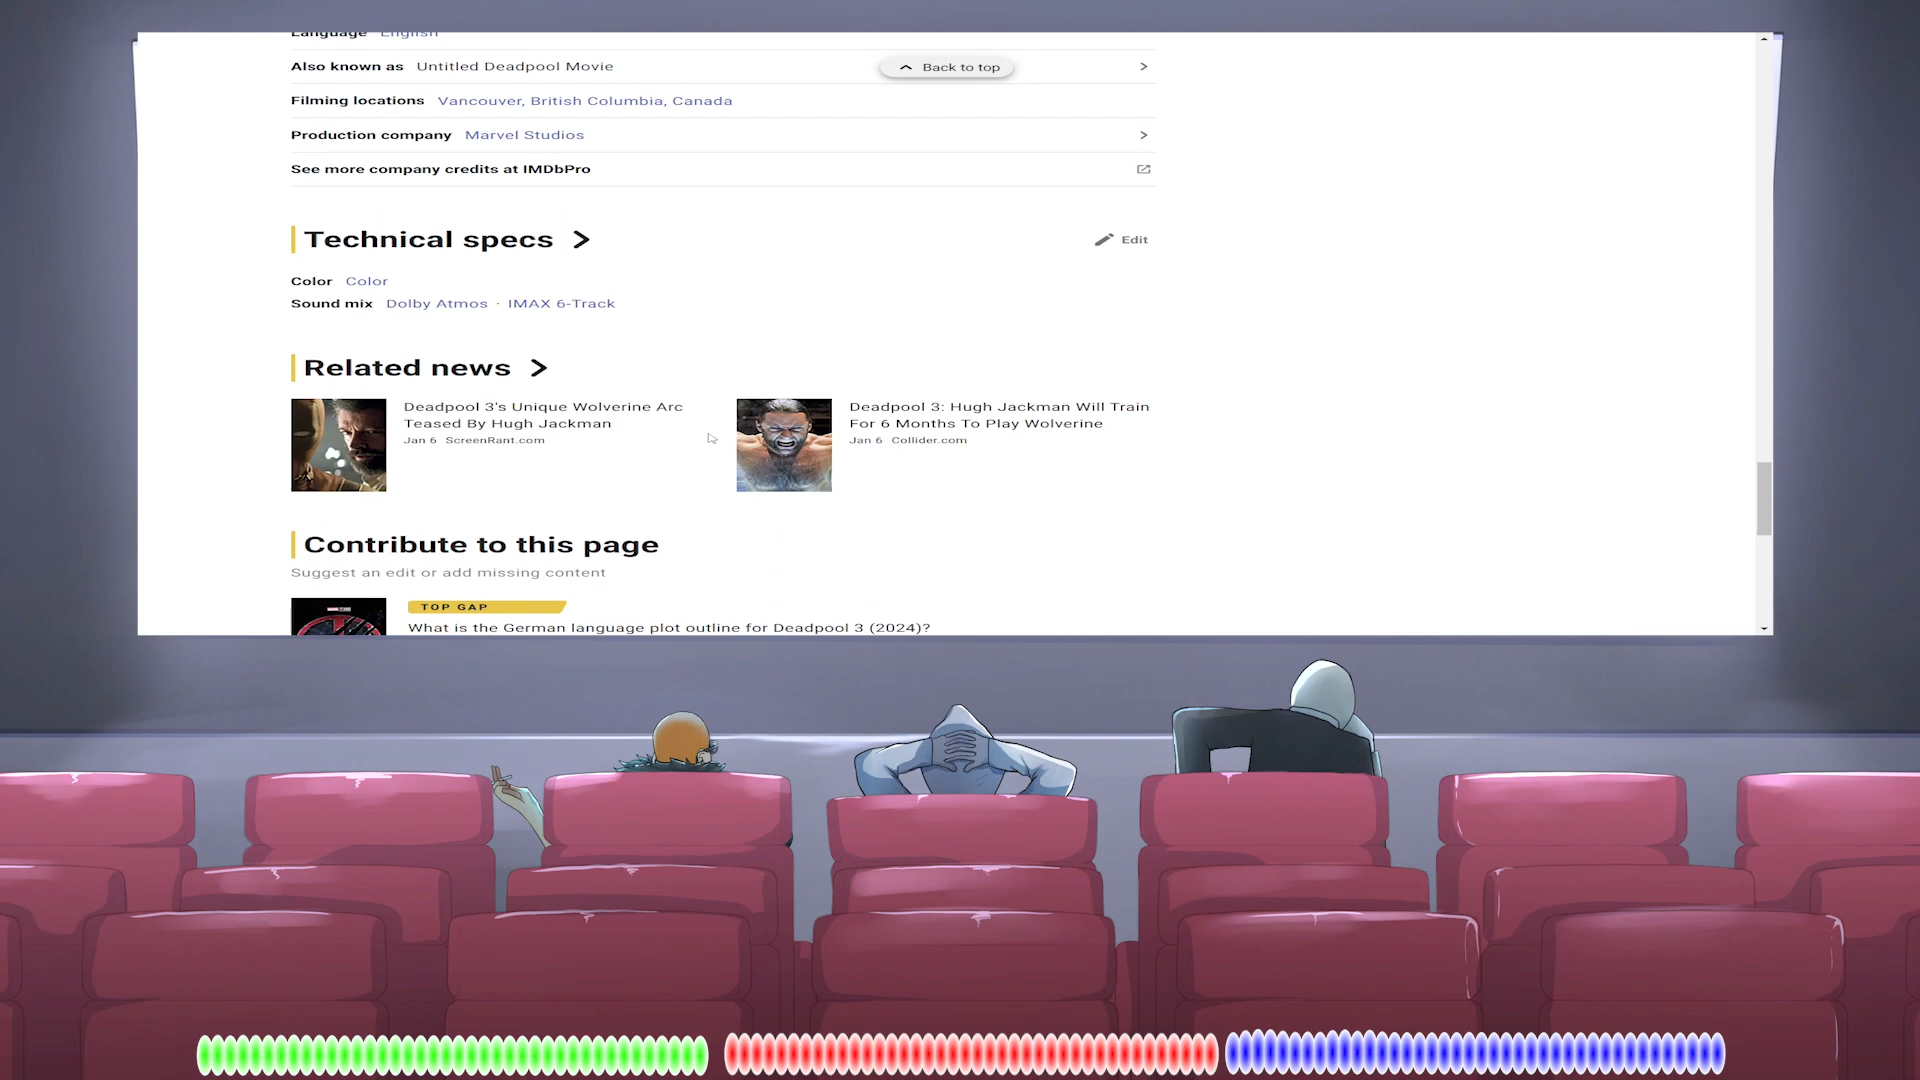 Language English
Also known as Untitled Deadpool Movie
Back to top
Filming locations Vancouver, British Columbia, Canada
Production company Marvel Studios
See more company credits at IMDbPro
Technical specs
Edit
Color Color
Sound mix Dolby Atmos · IMAX 6-Track
Related news
Deadpool 3's Unique Wolverine Arc
Teased By Hugh Jackman
Jan 6 ScreenRant.com
Deadpool 3: Hugh Jackman Will Train
For 6 Months To Play Wolverine
Jan 6 Collider.com
Contribute to this page
Suggest an edit or add missing content
TOP GAP
What is the German language plot outline for Deadpool 3 (2024)?